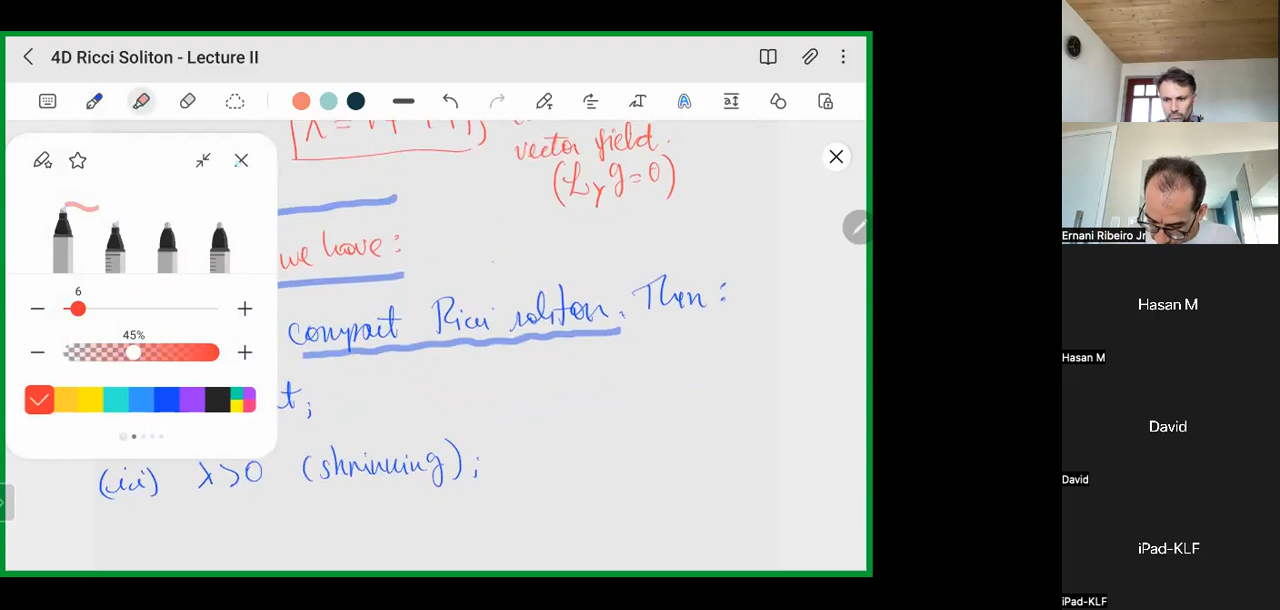 4D Ricci Soliton - Lecture II
vector field.
(L_Y g=0)
we have:
compact Ricci soliton. Then:
t;
(iii) λ>0 (shrinking);
6
45%
Ernani Ribeiro Jr
Hasan M
Hasan M
David
David
iPad-KLF
iPad-KLF